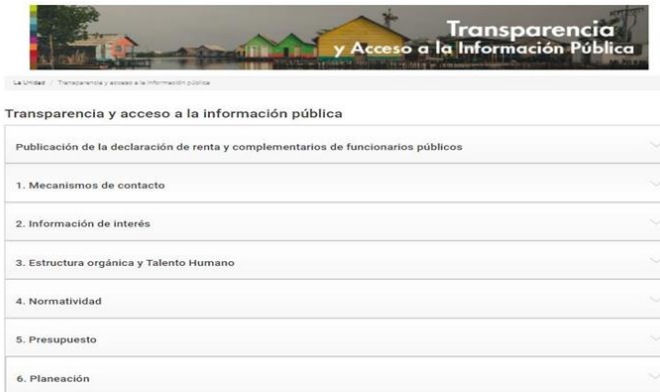 Transparencia
y Acceso a la Información Pública
La Unidad / Transparencia y acceso a la información pública
Transparencia y acceso a la información pública
Publicación de la declaración de renta y complementarios de funcionarios públicos
1. Mecanismos de contacto
2. Información de interés
3. Estructura orgánica y Talento Humano
4. Normatividad
5. Presupuesto
6. Planeación